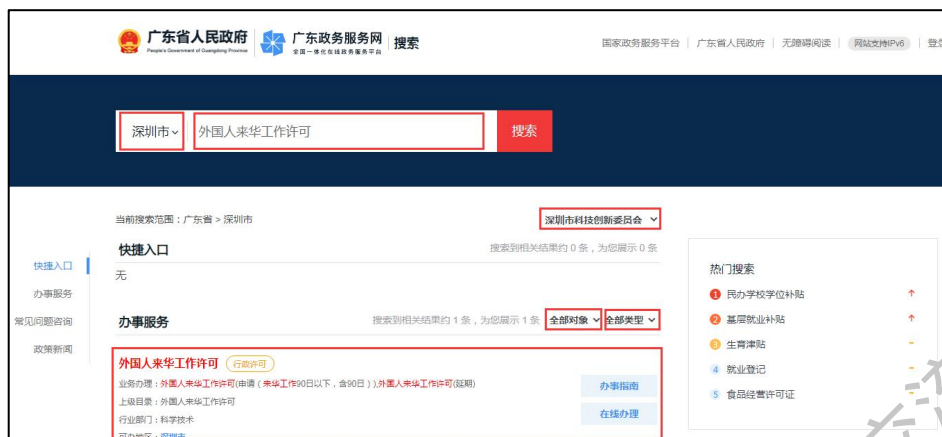 广东省人民政府 广东政务服务网 搜索
People's Government of Guangdong Province 全国一体化在线政务服务平台
国家政务服务平台 | 广东省人民政府 | 无障碍阅读 | 网站支持IPv6 | 登
深圳市 外国人来华工作许可 搜索
当前搜索范围：广东省 > 深圳市 深圳市科技创新委员会
快捷入口 搜索到相关结果约 0 条，为您展示 0 条
无
快捷入口
办事服务
常见问题咨询
政策新闻
办事服务 搜索到相关结果约 1 条，为您展示 1 条 全部对象 全部类型
外国人来华工作许可 行政许可
业务办理：外国人来华工作许可(申请（来华工作90日以下，含90日）),外国人来华工作许可(延期)
上级目录：外国人来华工作许可
行业部门：科学技术
可办地区：深圳市
办事指南
在线办理
热门搜索
1 民办学校学位补贴
2 基层就业补贴
3 生育津贴
4 就业登记
5 食品经营许可证